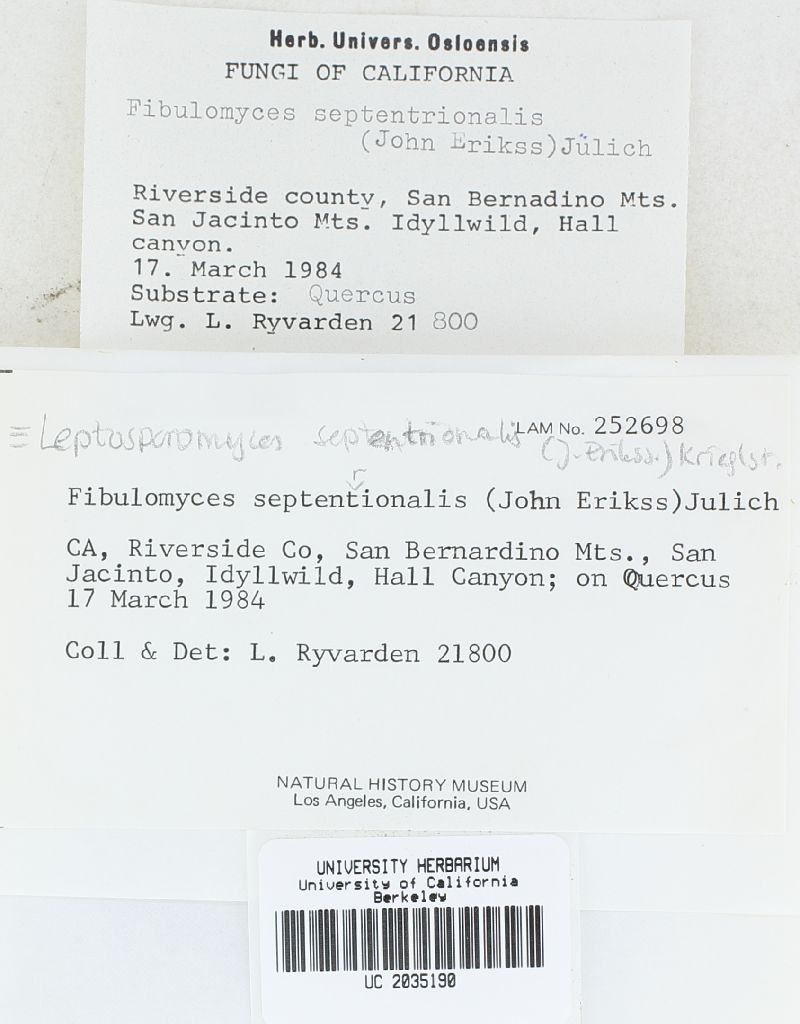 Herb. Univers. Osloensis
FUNGI OF CALIFORNIA
Fibulomyces septentrionalis
(John Erikss)Jülich
Riverside county, San Bernadino Mts.
San Jacinto Mts. Idyllwild, Hall
canyon.
17. March 1984
Substrate: Quercus
Lwg. L. Ryvarden 21 800
LAM No. 252698
≡ Leptosporomyces septentrionalis (J. Erikss.) Krieglst.
r
Fibulomyces septentionalis (John Erikss)Julich
CA, Riverside Co, San Bernardino Mts., San
Jacinto, Idyllwild, Hall Canyon; on Quercus
17 March 1984
Coll & Det: L. Ryvarden 21800
NATURAL HISTORY MUSEUM
Los Angeles, California, USA
UNIVERSITY HERBARIUM
University of California
Berkeley
UC 2035190